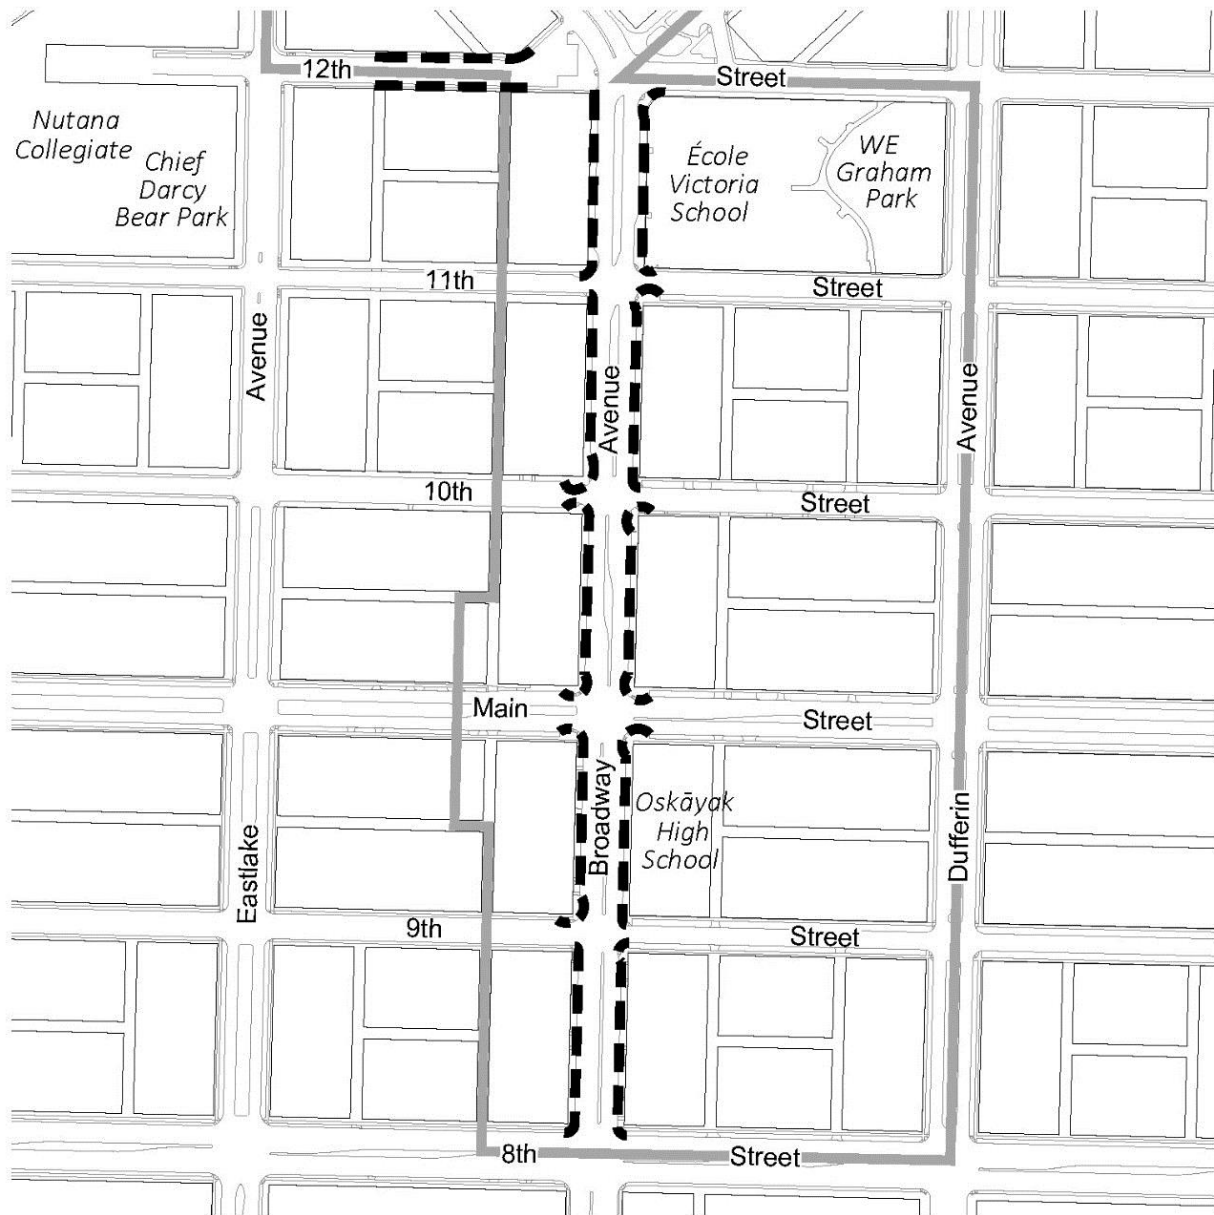 12th
Street
Nutana
Collegiate
Chief
Darcy
Bear Park
École
Victoria
School
WE
Graham
Park
11th
Street
Avenue
Avenue
Avenue
10th
Street
Main
Street
Broadway
Oskāyak
High
School
Dufferin
Eastlake
9th
Street
8th
Street